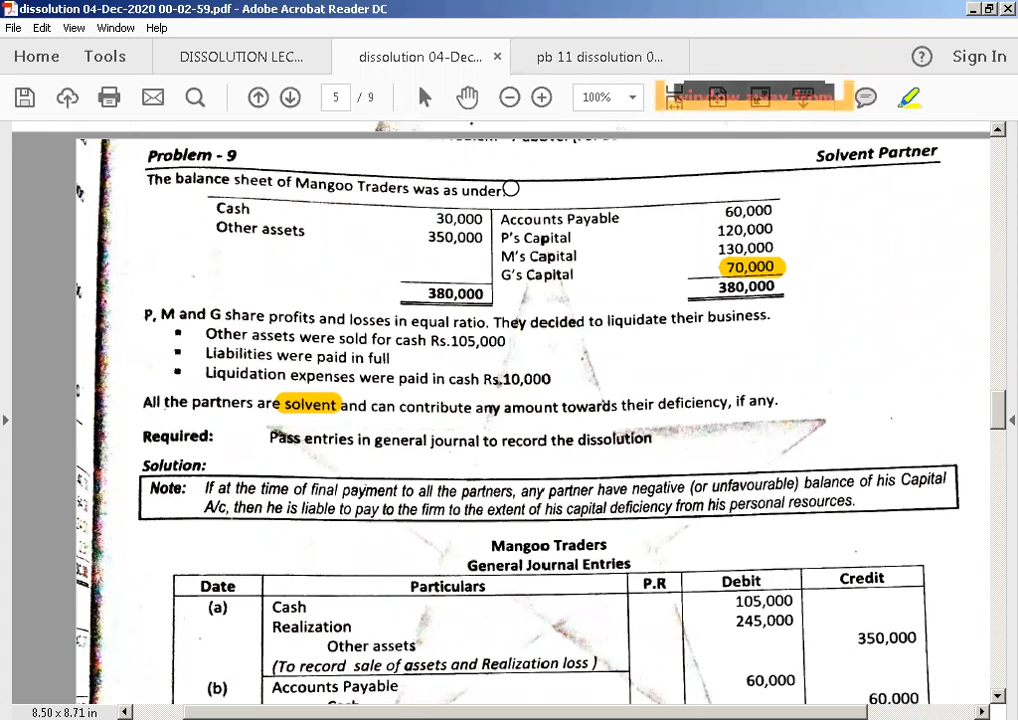 dissolution 04-Dec-2020 00-02-59.pdf - Adobe Acrobat Reader DC
File Edit View Window Help
Home Tools DISSOLUTION LEC... dissolution 04-Dec... × pb 11 dissolution 0... Sign In
5 / 9 100%
Problem - 9 Solvent Partner
The balance sheet of Mangoo Traders was as under
Cash 30,000 Accounts Payable 60,000
Other assets 350,000 P's Capital 120,000
M's Capital 130,000
G's Capital 70,000
380,000 380,000
P, M and G share profits and losses in equal ratio. They decided to liquidate their business.
▪ Other assets were sold for cash Rs.105,000
▪ Liabilities were paid in full
▪ Liquidation expenses were paid in cash Rs.10,000
All the partners are solvent and can contribute any amount towards their deficiency, if any.
Required: Pass entries in general journal to record the dissolution
Solution:
Note: If at the time of final payment to all the partners, any partner have negative (or unfavourable) balance of his Capital
A/c, then he is liable to pay to the firm to the extent of his capital deficiency from his personal resources.
Mangoo Traders
General Journal Entries
Date Particulars P.R Debit Credit
(a) Cash 105,000
Realization 245,000
Other assets 350,000
(To record sale of assets and Realization loss )
(b) Accounts Payable 60,000
Cash 60,000
8.50 x 8.71 in